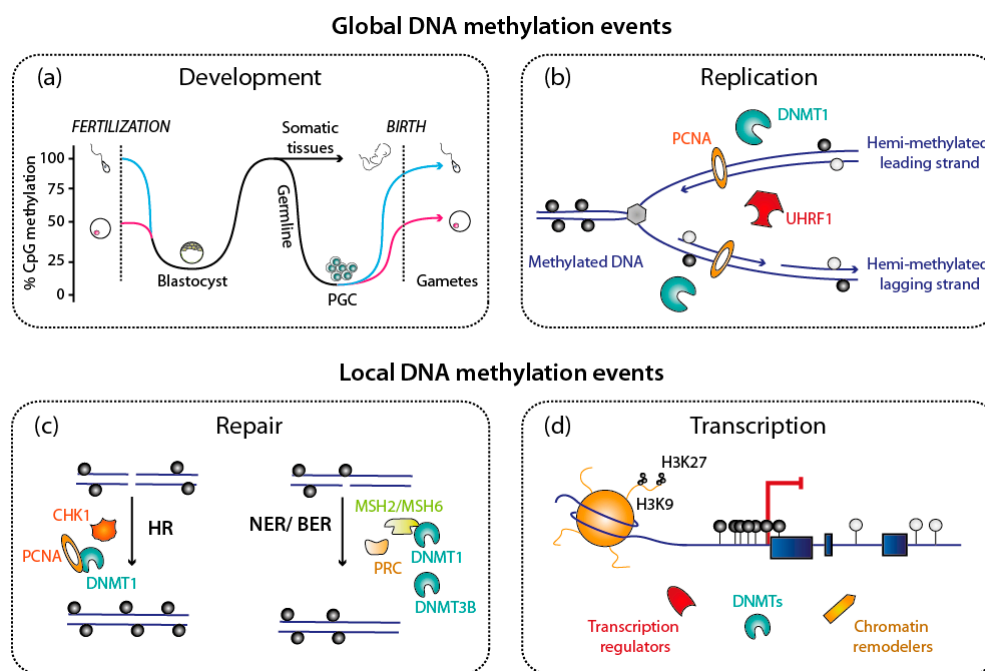 Global DNA methylation events
(a)
Development
FERTILIZATION
Somatic
tissues
BIRTH
% CpG methylation
100
75
50
25
0
Germline
Blastocyst
PGC
Gametes
(b)
Replication
DNMT1
PCNA
Hemi-methylated
leading strand
UHRF1
Methylated DNA
Hemi-methylated
lagging strand
Local DNA methylation events
(c)
Repair
CHK1
HR
PCNA
DNMT1
NER/ BER
MSH2/MSH6
DNMT1
PRC
DNMT3B
(d)
Transcription
H3K27
H3K9
Transcription
regulators
DNMTs
Chromatin
remodelers